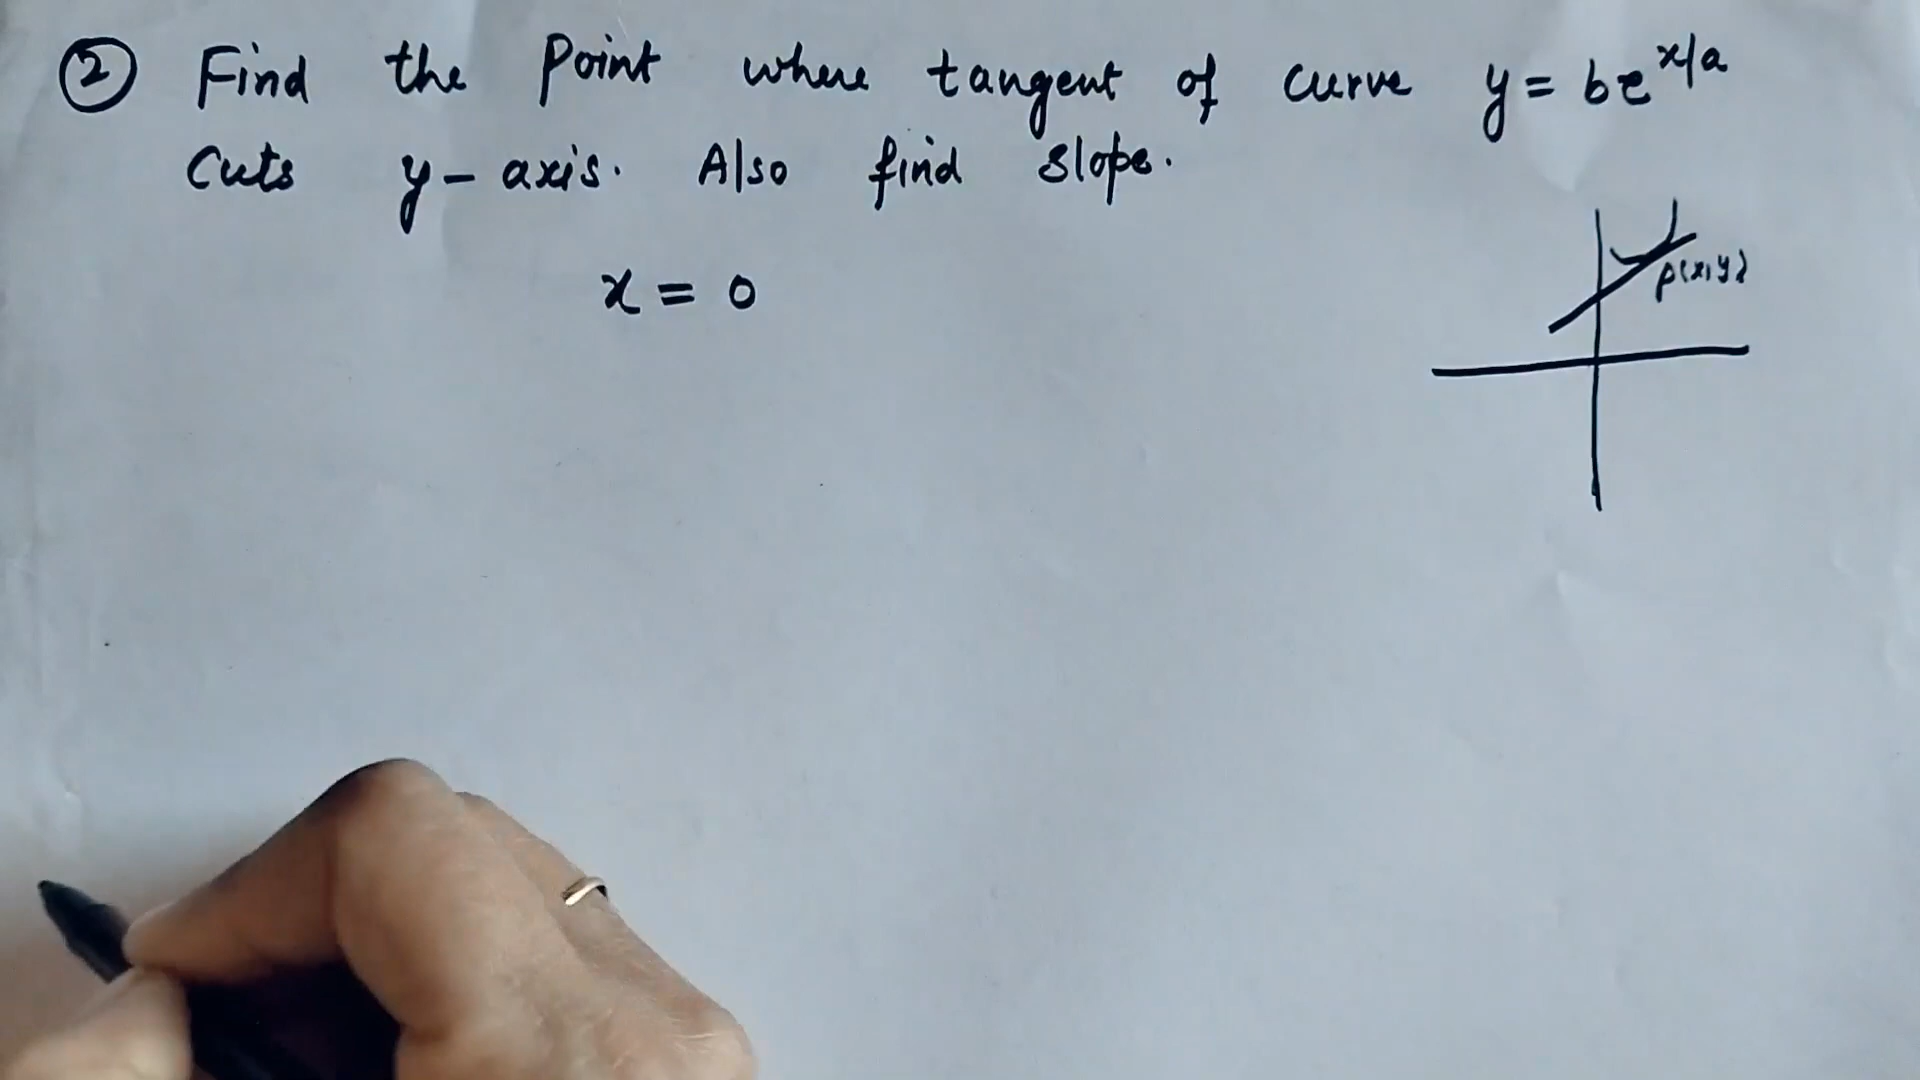 ② Find the Point where tangent of curve y = be^x/a
Cuts y-axis. Also find slope.
x = 0
P(x,y)